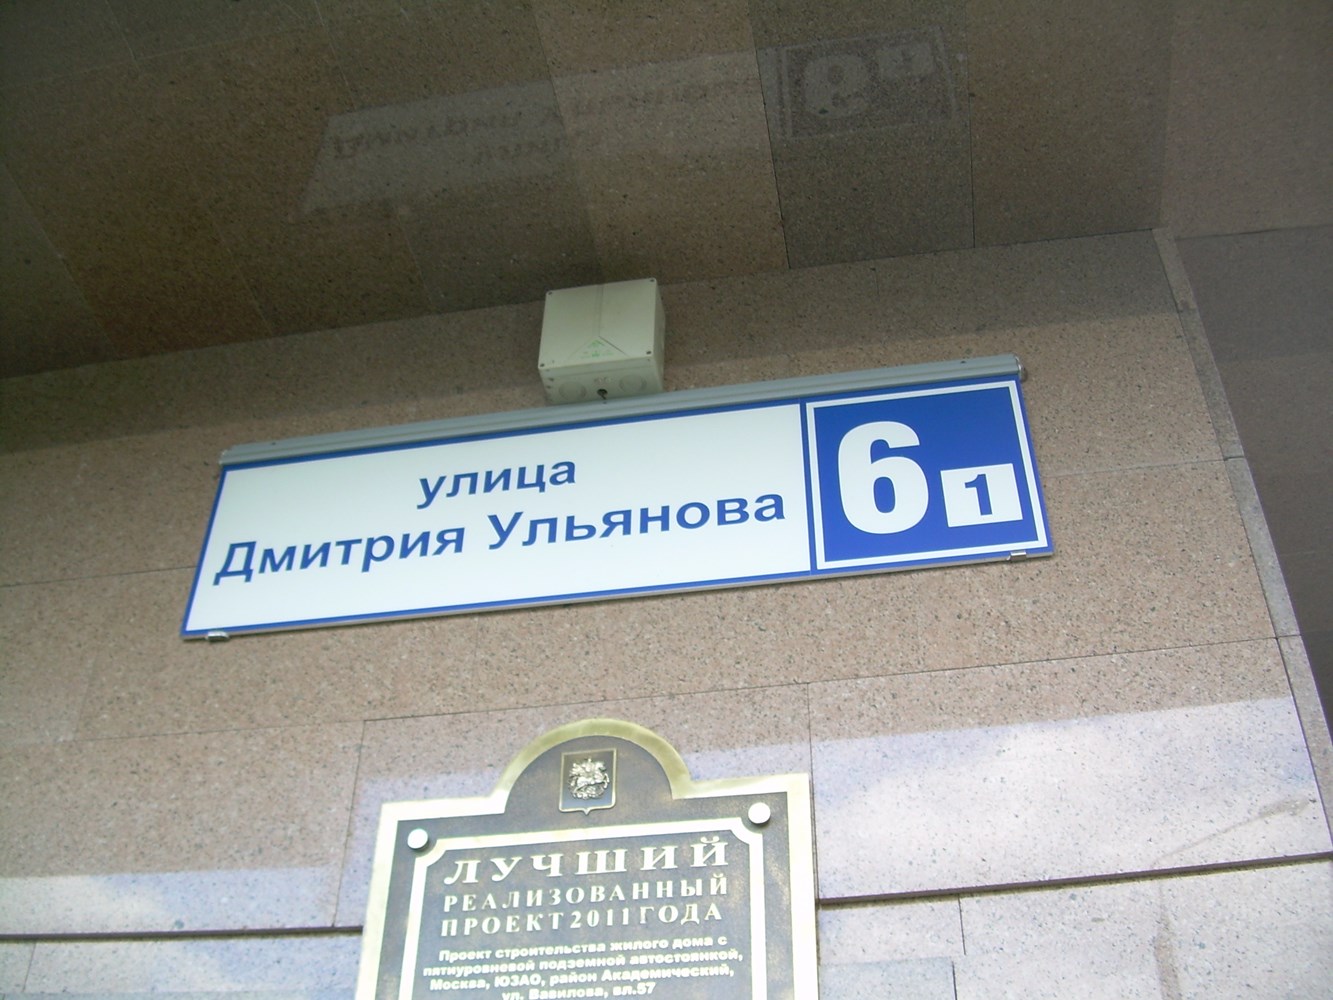 улица
Дмитрия Ульянова
6 1
ЛУЧШИЙ
РЕАЛИЗОВАННЫЙ
ПРОЕКТ 2011 ГОДА
Проект строительства жилого дома с
пятиуровневой подземной автостоянкой,
Москва, ЮЗАО, район Академический,
ул. Вавилова, вл.57